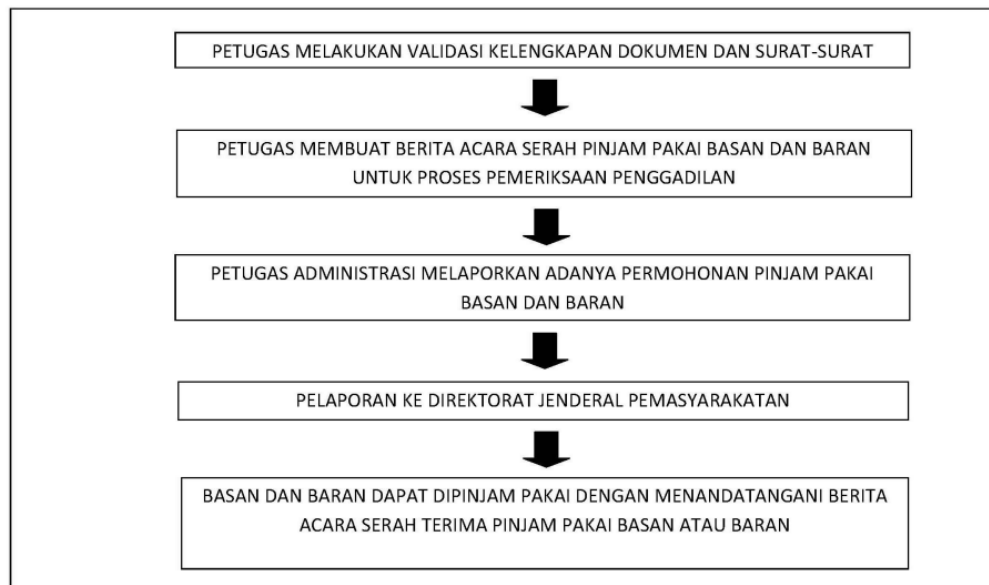 PETUGAS MELAKUKAN VALIDASI KELENGKAPAN DOKUMEN DAN SURAT-SURAT
PETUGAS MEMBUAT BERITA ACARA SERAH PINJAM PAKAI BASAN DAN BARAN
UNTUK PROSES PEMERIKSAAN PENGGADILAN
PETUGAS ADMINISTRASI MELAPORKAN ADANYA PERMOHONAN PINJAM PAKAI
BASAN DAN BARAN
PELAPORAN KE DIREKTORAT JENDERAL PEMASYARAKATAN
BASAN DAN BARAN DAPAT DIPINJAM PAKAI DENGAN MENANDATANGANI BERITA
ACARA SERAH TERIMA PINJAM PAKAI BASAN ATAU BARAN